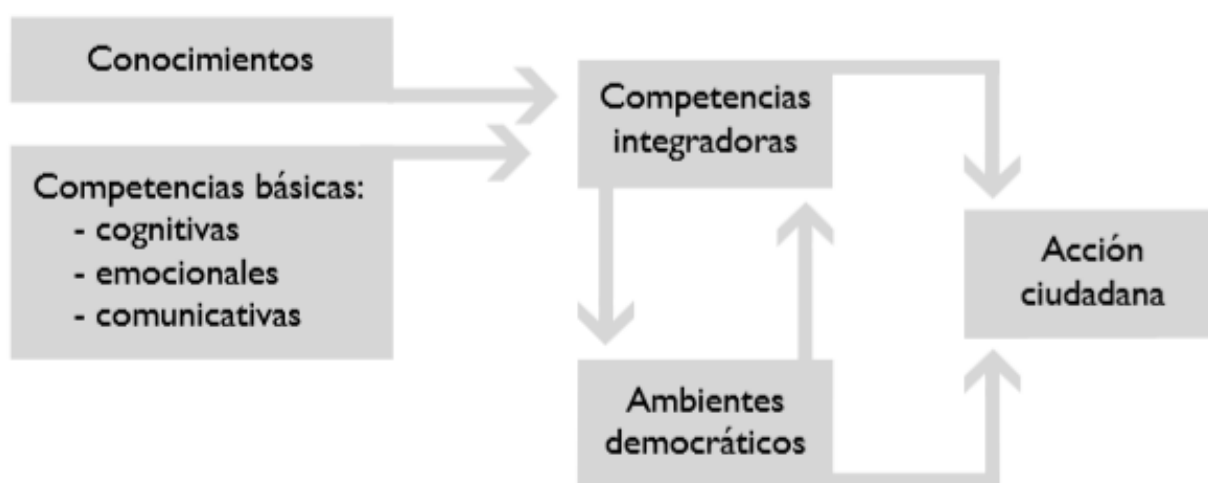 Conocimientos
Competencias básicas:
- cognitivas
- emocionales
- comunicativas
Competencias
integradoras
Ambientes
democráticos
Acción
ciudadana